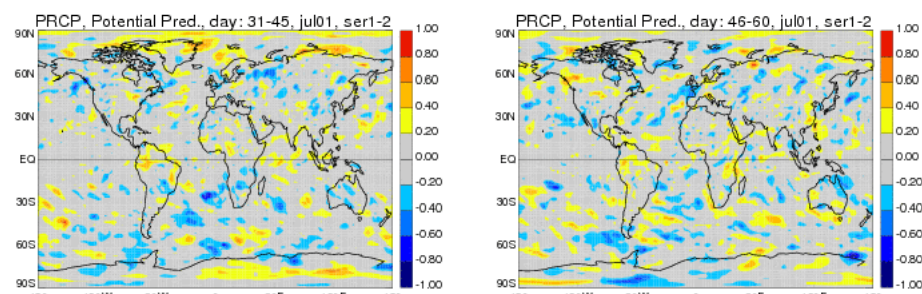 PRCP, Potential Pred., day: 31-45, jul01, ser1-2
90N
60N
30N
EQ
30S
60S
90S
1.00
0.80
0.60
0.40
0.20
0.00
-0.20
-0.40
-0.60
-0.80
-1.00
PRCP, Potential Pred., day: 46-60, jul01, ser1-2
90N
60N
30N
EQ
30S
60S
90S
1.00
0.80
0.60
0.40
0.20
0.00
-0.20
-0.40
-0.60
-0.80
-1.00